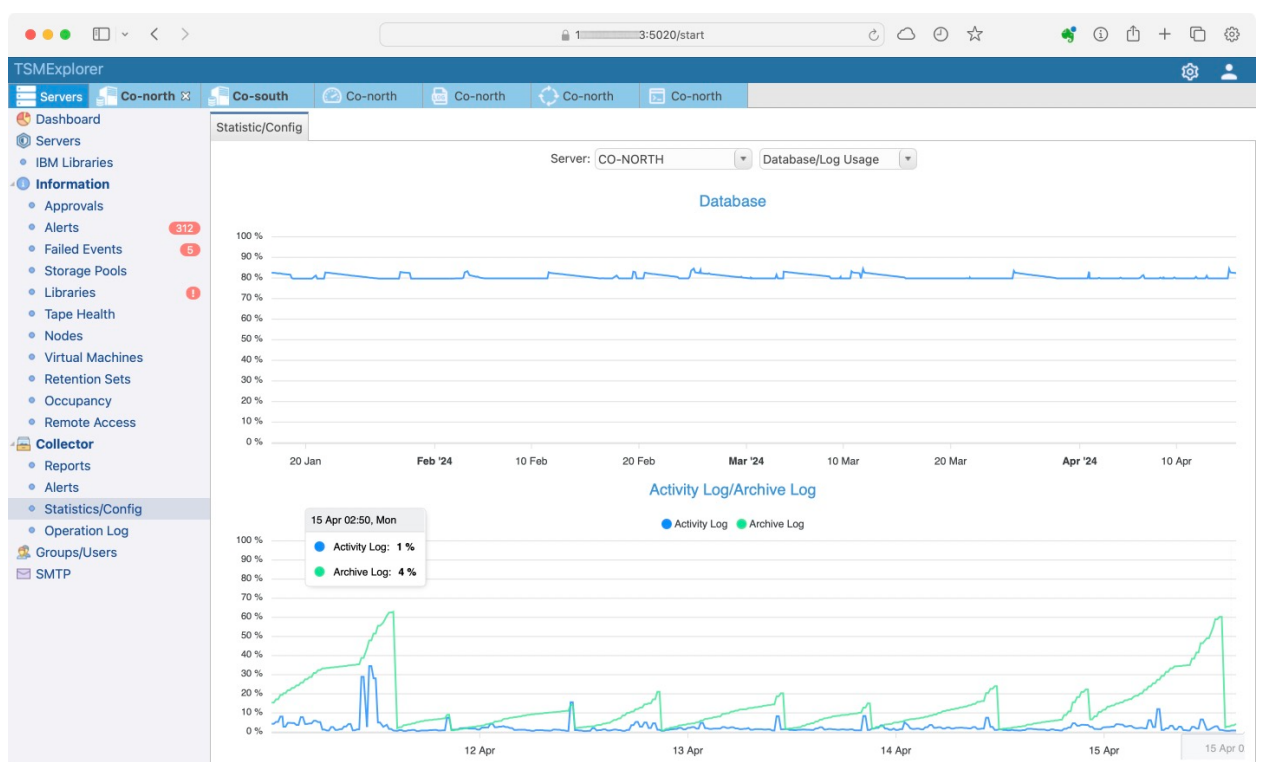 1 3:5020/start
TSMExplorer
Servers Co-north Co-south Co-north Co-north Co-north Co-north
Dashboard
Servers
IBM Libraries
Information
Approvals
Alerts 312
Failed Events 5
Storage Pools
Libraries !
Tape Health
Nodes
Virtual Machines
Retention Sets
Occupancy
Remote Access
Collector
Reports
Alerts
Statistics/Config
Operation Log
Groups/Users
SMTP
Statistic/Config
Server: CO-NORTH Database/Log Usage
Database
100 %
90 %
80 %
70 %
60 %
50 %
40 %
30 %
20 %
10 %
0 %
20 Jan Feb '24 10 Feb 20 Feb Mar '24 10 Mar 20 Mar Apr '24 10 Apr
Activity Log/Archive Log
Activity Log Archive Log
15 Apr 02:50, Mon
Activity Log: 1 %
Archive Log: 4 %
100 %
90 %
80 %
70 %
60 %
50 %
40 %
30 %
20 %
10 %
0 %
12 Apr 13 Apr 14 Apr 15 Apr 15 Apr 0